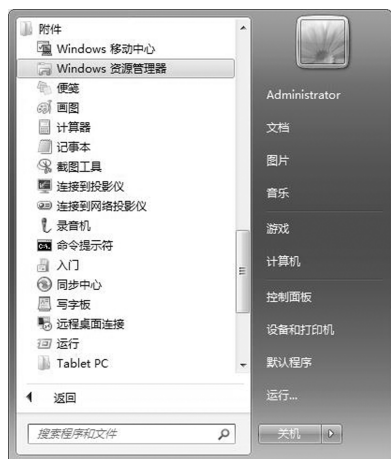 附件
Windows 移动中心
Windows 资源管理器
便笺
画图
计算器
记事本
截图工具
连接到投影仪
连接到网络投影仪
录音机
命令提示符
入门
同步中心
写字板
远程桌面连接
运行
Tablet PC
返回
搜索程序和文件
Administrator
文档
图片
音乐
游戏
计算机
控制面板
设备和打印机
默认程序
运行...
关机